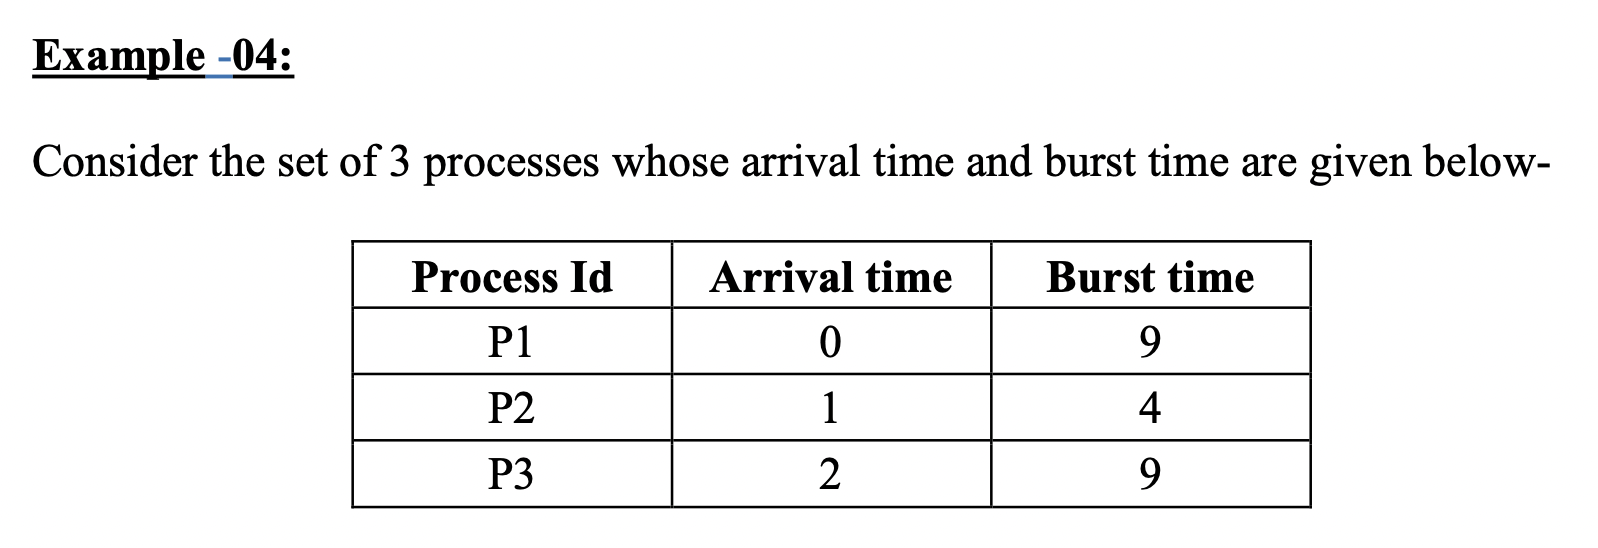 Example -04:
Consider the set of 3 processes whose arrival time and burst time are given below-
Process Id Arrival time Burst time
P1 0 9
P2 1 4
P3 2 9